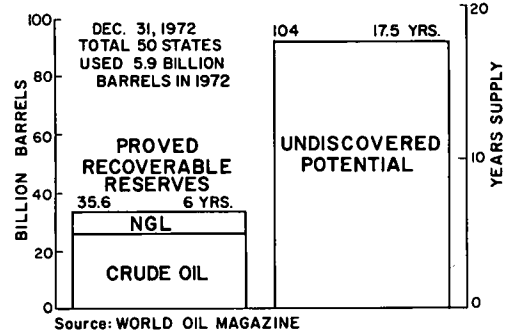 DEC. 31, 1972
TOTAL 50 STATES
USED 5.9 BILLION
BARRELS IN 1972
100
80
60
40
20
0
BILLION BARRELS
PROVED
RECOVERABLE
RESERVES
35.6 6 YRS.
NGL
CRUDE OIL
104 17.5 YRS.
UNDISCOVERED
POTENTIAL
20
10
0
YEARS SUPPLY
Source: WORLD OIL MAGAZINE